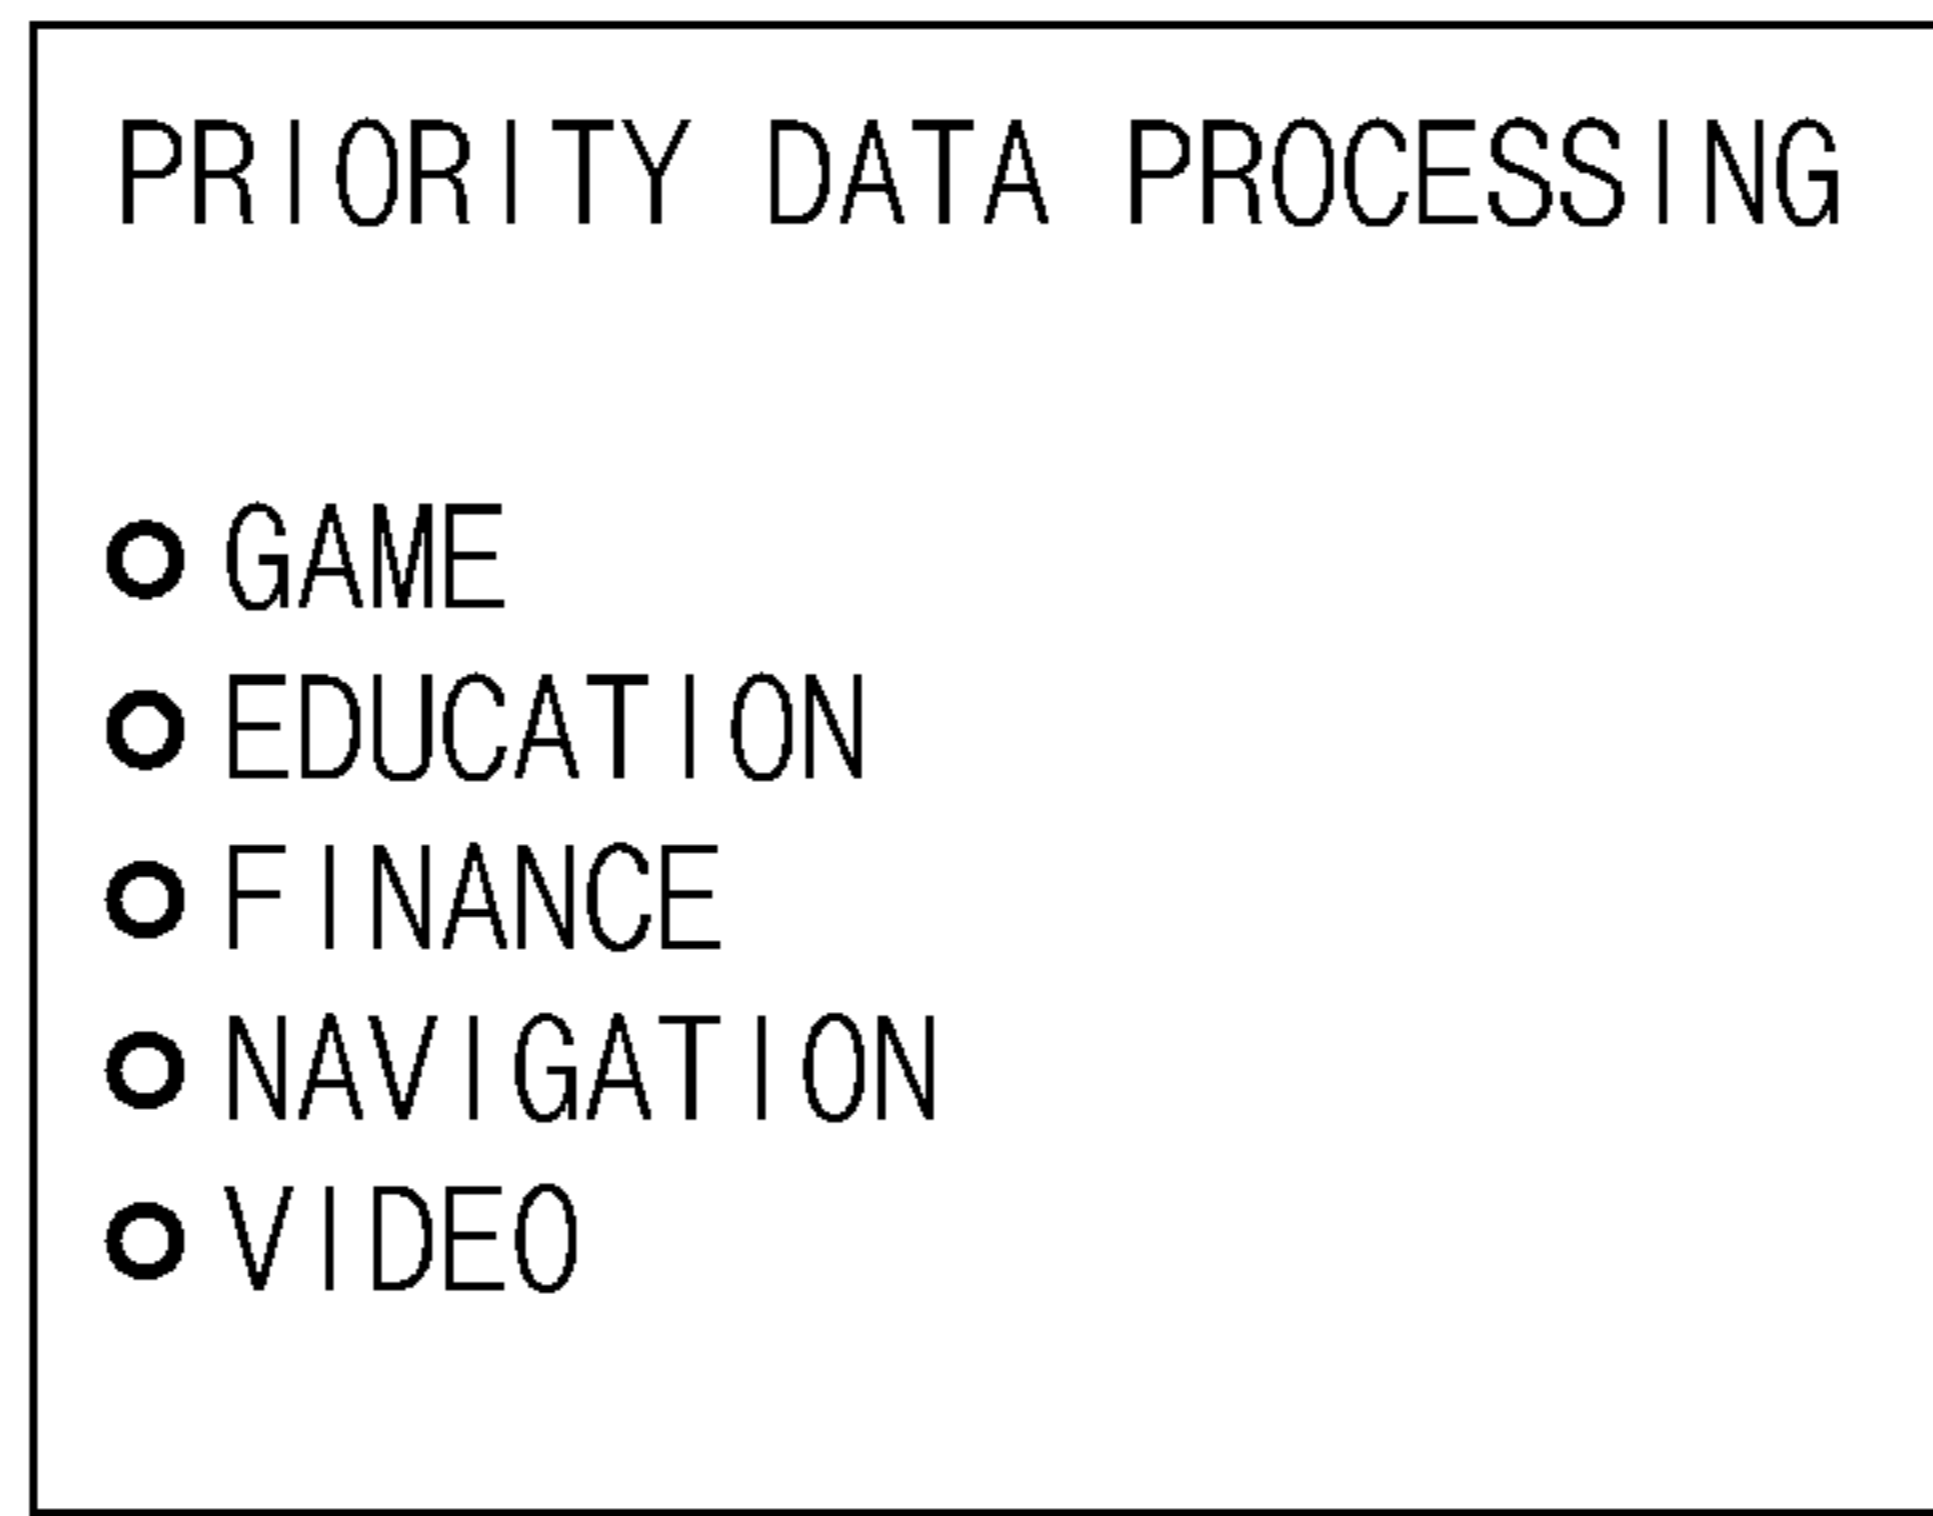 PRIORITY DATA PROCESSING
GAME
EDUCATION
FINANCE
NAVIGATION
VIDEO